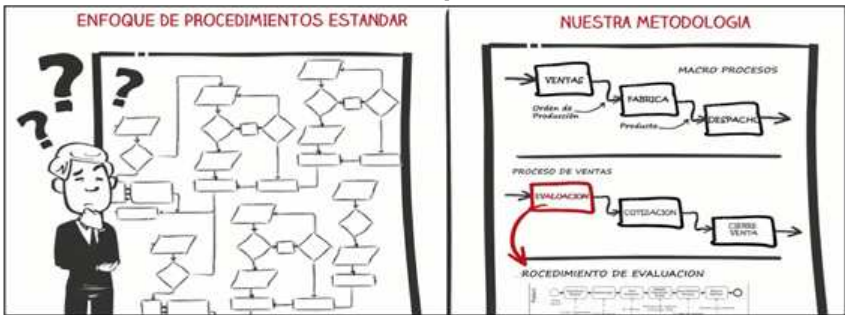 ENFOQUE DE PROCEDIMIENTOS ESTANDAR
? ? ?
NUESTRA METODOLOGIA
MACRO PROCESOS
VENTAS
FABRICA
DESPACHO
Orden de
Producción
Producto
PROCESO DE VENTAS
EVALUACION
COTIZACION
CIERRE
VENTA
ROCEDIMIENTO DE EVALUACION